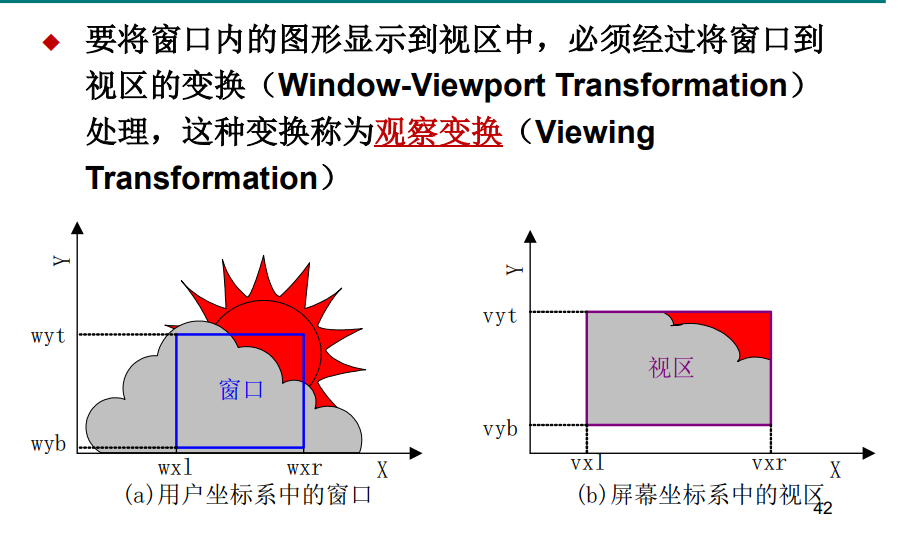 ◆ 要将窗口内的图形显示到视区中，必须经过将窗口到
视区的变换（Window-Viewport Transformation）
处理，这种变换称为观察变换（Viewing
Transformation）
Y
wyt
窗口
wyb
wxl
wxr
X
(a)用户坐标系中的窗口
Y
vyt
视区
vyb
vxl
vxr
X
(b)屏幕坐标系中的视区
42